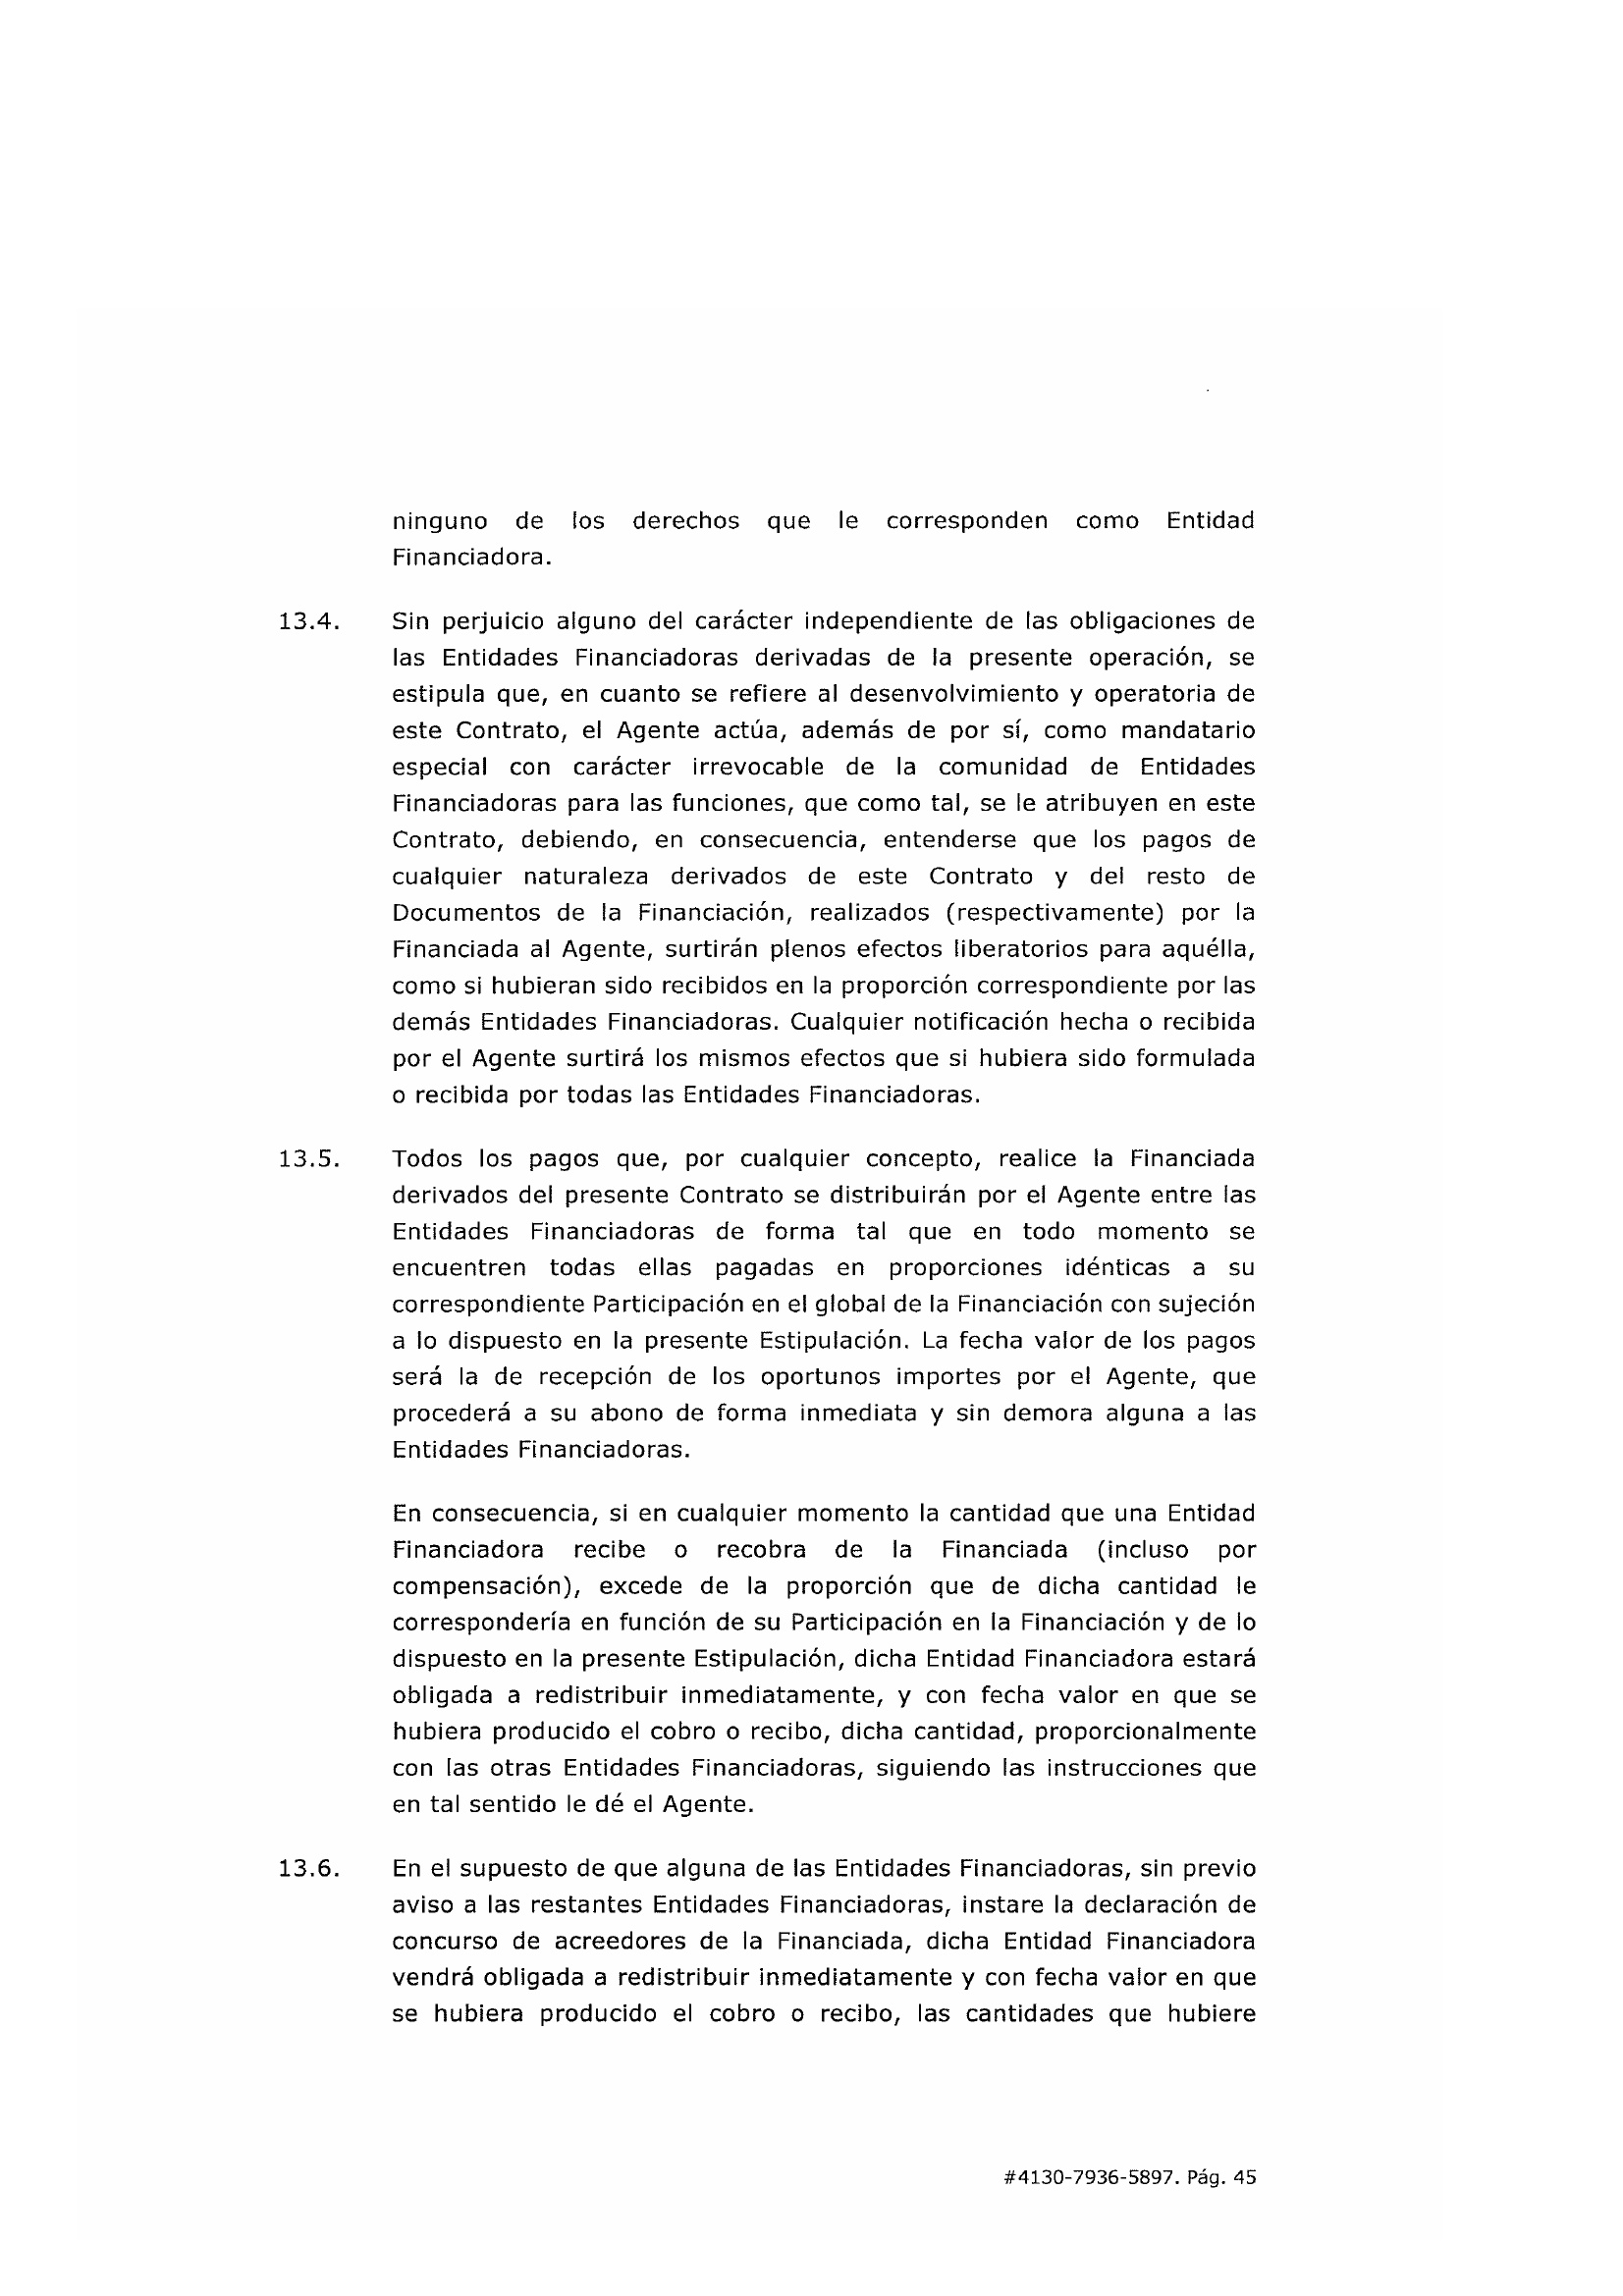 ninguno de los derechos que le corresponden como Entidad
Financiadora.
13.4. Sin perjuicio alguno del carácter independiente de las obligaciones de
las Entidades Financiadoras derivadas de la presente operación, se
estipula que, en cuanto se refiere al desenvolvimiento y operatoria de
este Contrato, el Agente actúa, además de por sí, como mandatario
especial con carácter irrevocable de la comunidad de Entidades
Financiadoras para las funciones, que como tal, se le atribuyen en este
Contrato, debiendo, en consecuencia, entenderse que los pagos de
cualquier naturaleza derivados de este Contrato y del resto de
Documentos de la Financiación, realizados (respectivamente) por la
Financiada al Agente, surtirán plenos efectos liberatorios para aquélla,
como si hubieran sido recibidos en la proporción correspondiente por las
demás Entidades Financiadoras. Cualquier notificación hecha o recibida
por el Agente surtirá los mismos efectos que si hubiera sido formulada
o recibida por todas las Entidades Financiadoras.
13.5. Todos los pagos que, por cualquier concepto, realice la Financiada
derivados del presente Contrato se distribuirán por el Agente entre las
Entidades Financiadoras de forma tal que en todo momento se
encuentren todas ellas pagadas en proporciones idénticas a su
correspondiente Participación en el global de la Financiación con sujeción
a lo dispuesto en la presente Estipulación. La fecha valor de los pagos
será la de recepción de los oportunos importes por el Agente, que
procederá a su abono de forma inmediata y sin demora alguna a las
Entidades Financiadoras.
En consecuencia, si en cualquier momento la cantidad que una Entidad
Financiadora recibe o recobra de la Financiada (incluso por
compensación), excede de la proporción que de dicha cantidad le
correspondería en función de su Participación en la Financiación y de lo
dispuesto en la presente Estipulación, dicha Entidad Financiadora estará
obligada a redistribuir inmediatamente, y con fecha valor en que se
hubiera producido el cobro o recibo, dicha cantidad, proporcionalmente
con las otras Entidades Financiadoras, siguiendo las instrucciones que
en tal sentido le dé el Agente.
13.6. En el supuesto de que alguna de las Entidades Financiadoras, sin previo
aviso a las restantes Entidades Financiadoras, instare la declaración de
concurso de acreedores de la Financiada, dicha Entidad Financiadora
vendrá obligada a redistribuir inmediatamente y con fecha valor en que
se hubiera producido el cobro o recibo, las cantidades que hubiere
#4130-7936-5897. Pág. 45